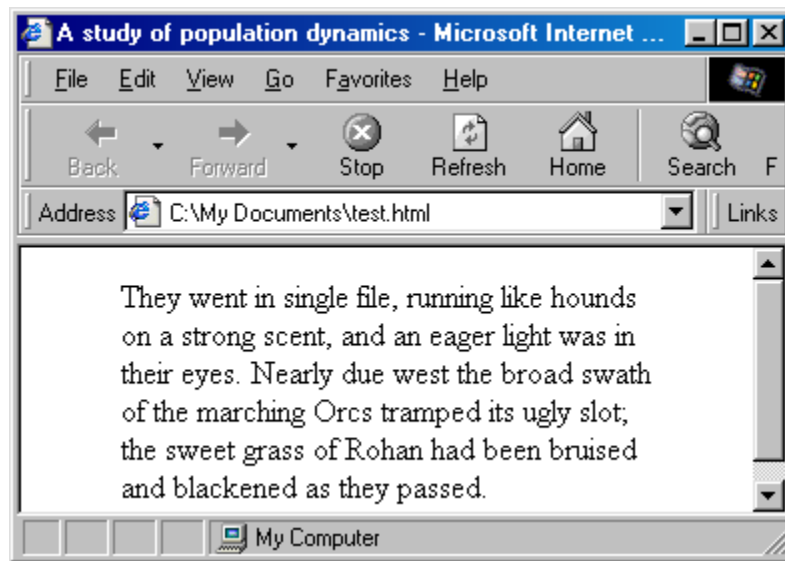 A study of population dynamics - Microsoft Internet ...
File Edit View Go Favorites Help
Back Forward Stop Refresh Home Search F
Address C:\My Documents\test.html Links
They went in single file, running like hounds
on a strong scent, and an eager light was in
their eyes. Nearly due west the broad swath
of the marching Orcs tramped its ugly slot;
the sweet grass of Rohan had been bruised
and blackened as they passed.
My Computer